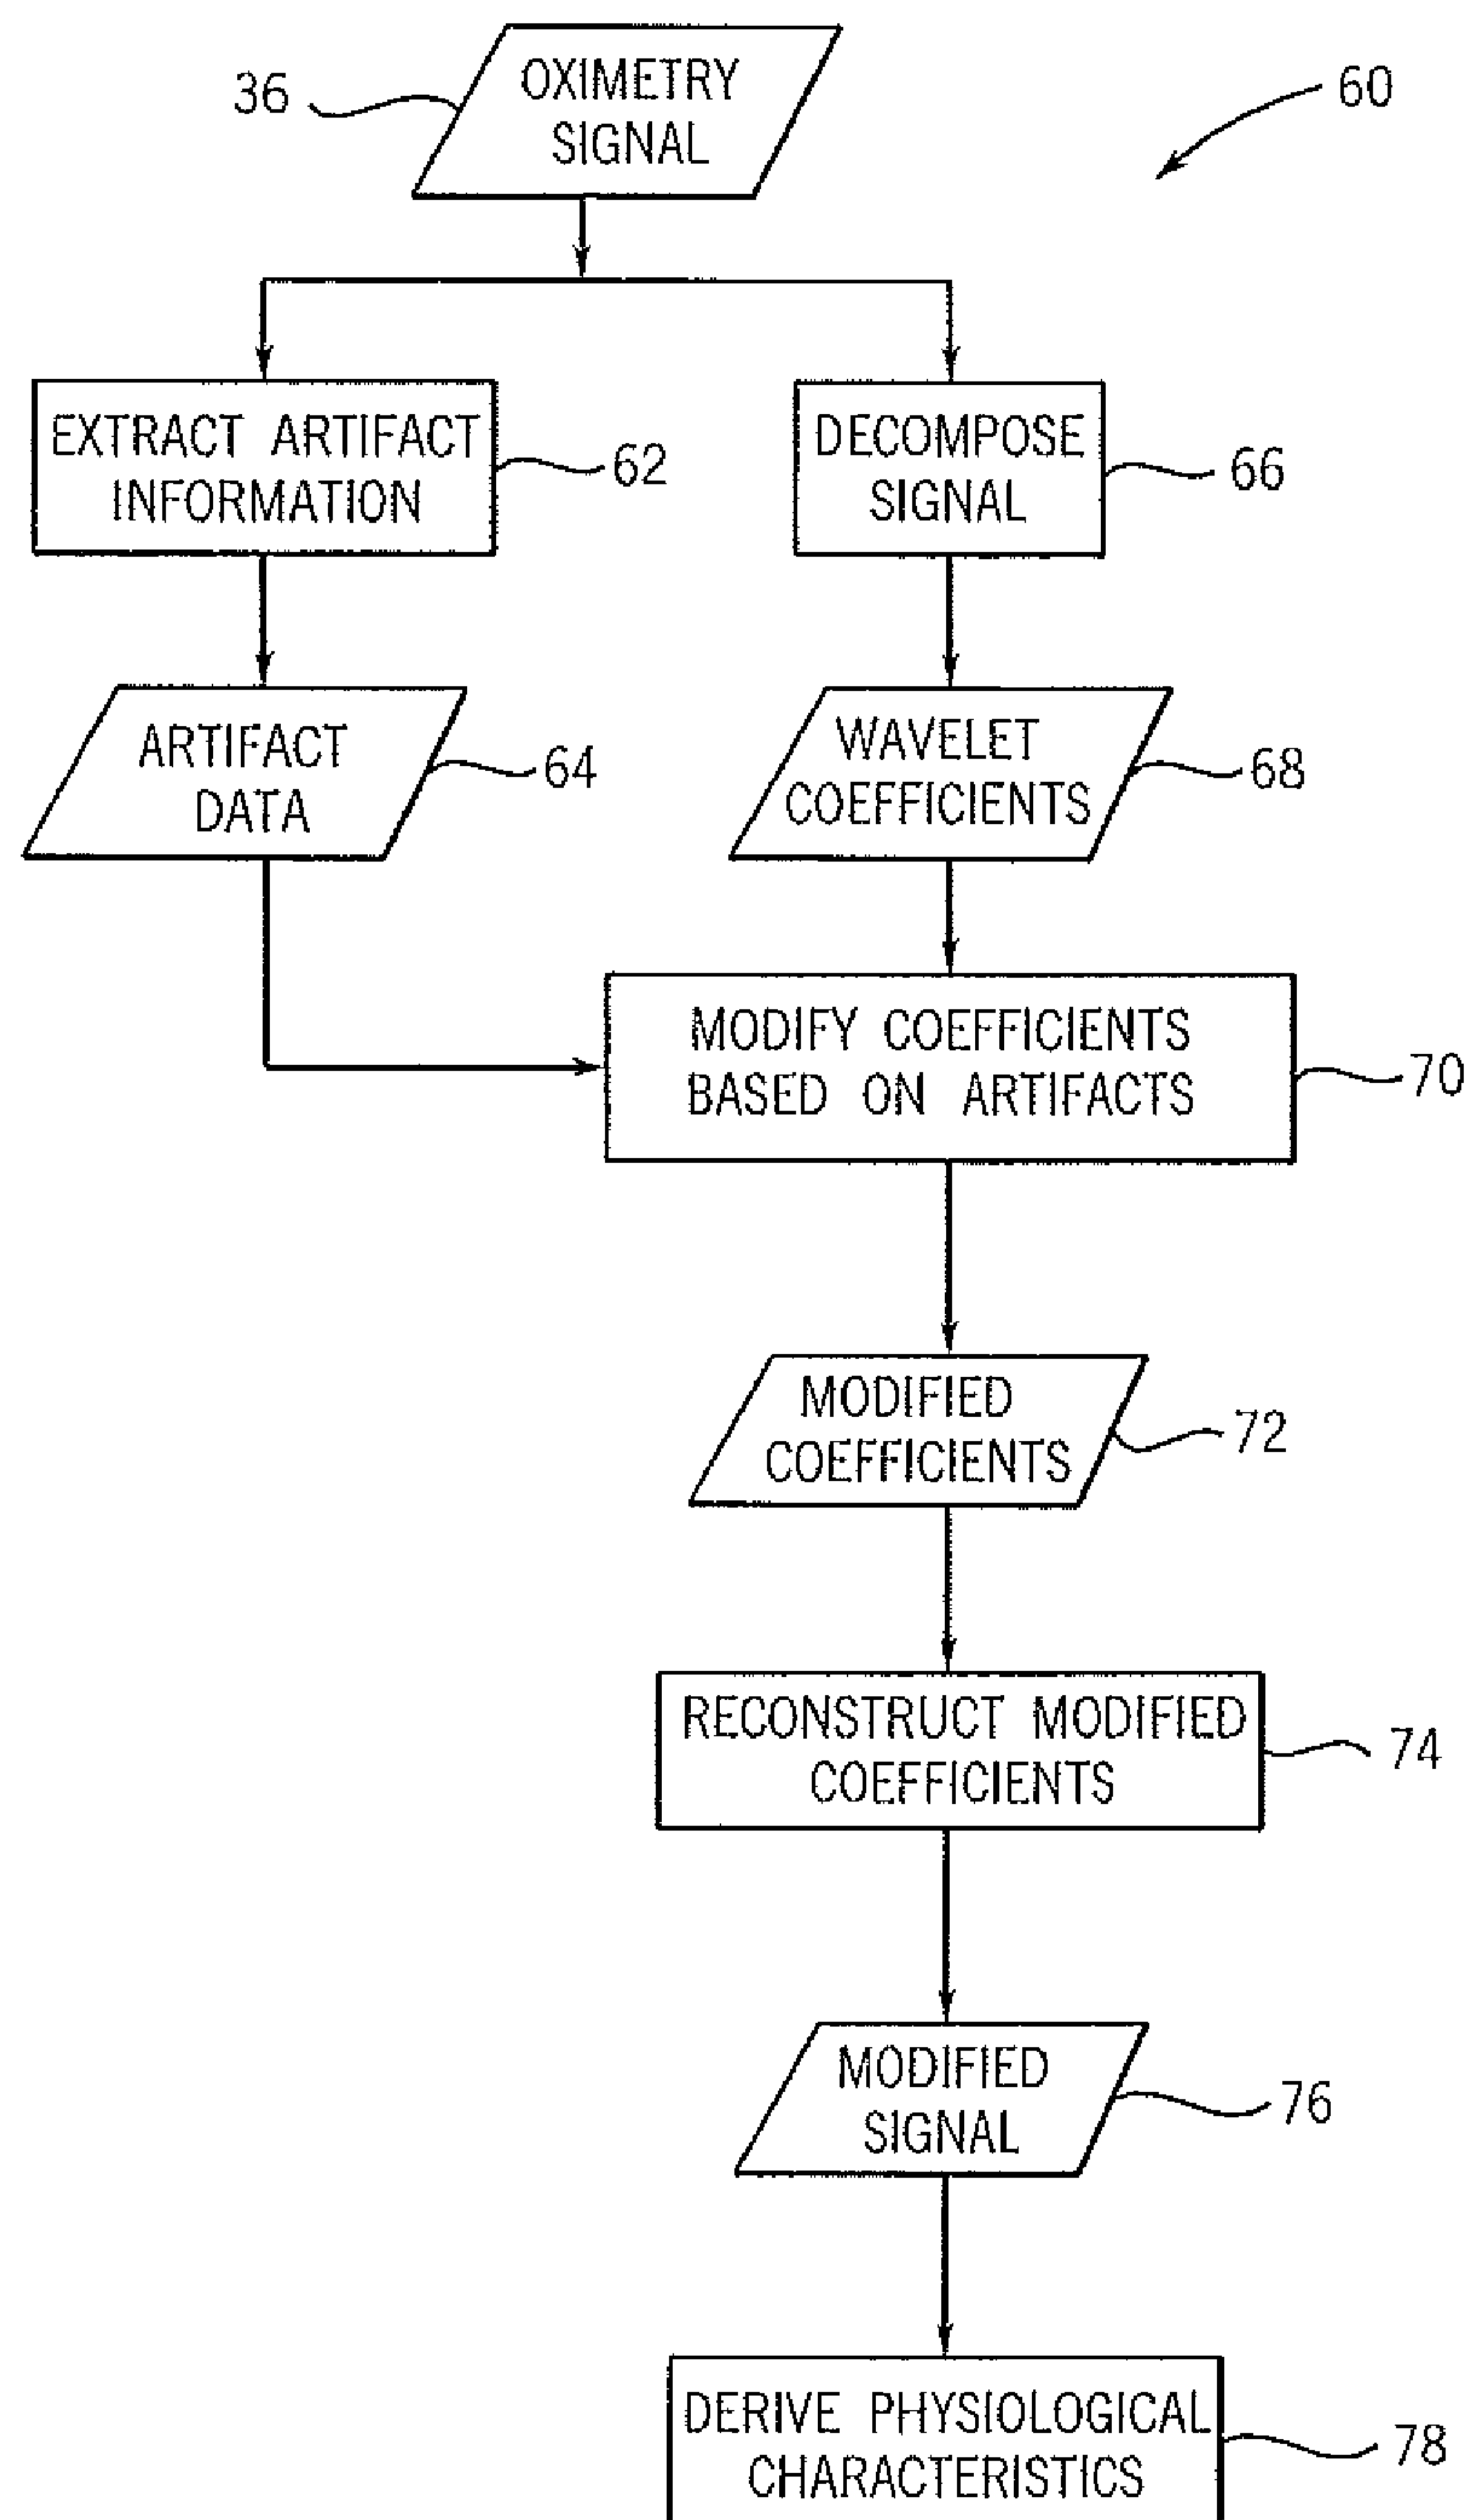 OXIMETRY
SIGNAL
36
60
EXTRACT ARTIFACT
INFORMATION
62
DECOMPOSE
SIGNAL
66
ARTIFACT
DATA
64
WAVELET
COEFFICIENTS
68
MODIFY COEFFICIENTS
BASED ON ARTIFACTS
70
MODIFIED
COEFFICIENTS
72
RECONSTRUCT MODIFIED
COEFFICIENTS
74
MODIFIED
SIGNAL
76
DERIVE PHYSIOLOGICAL
CHARACTERISTICS
78